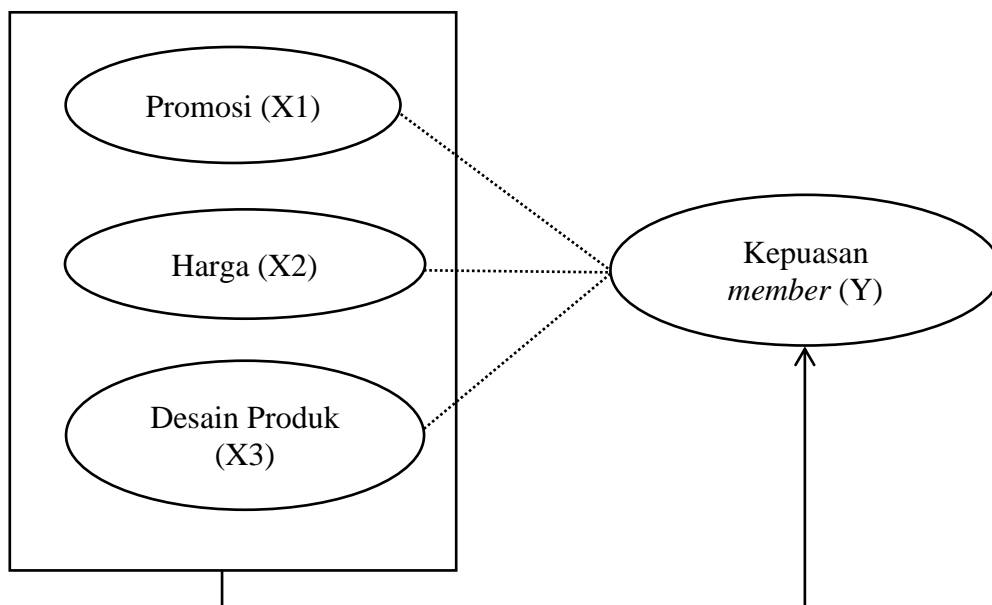 Promosi (X1)
Harga (X2)
Desain Produk
(X3)
Kepuasan
member (Y)